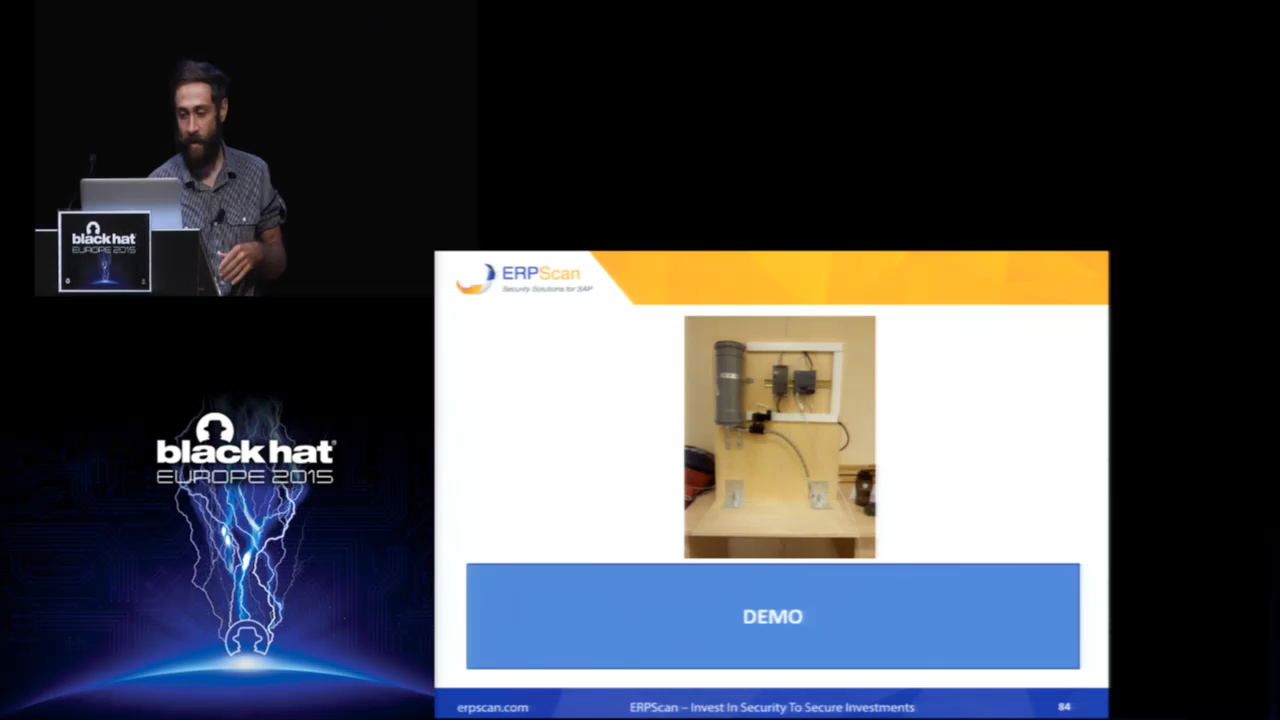 black hat
EUROPE 2015
black hat
EUROPE 2015
ERPScan
Security Solutions for SAP
DEMO
erpscan.com
ERPScan – Invest In Security To Secure Investments
84